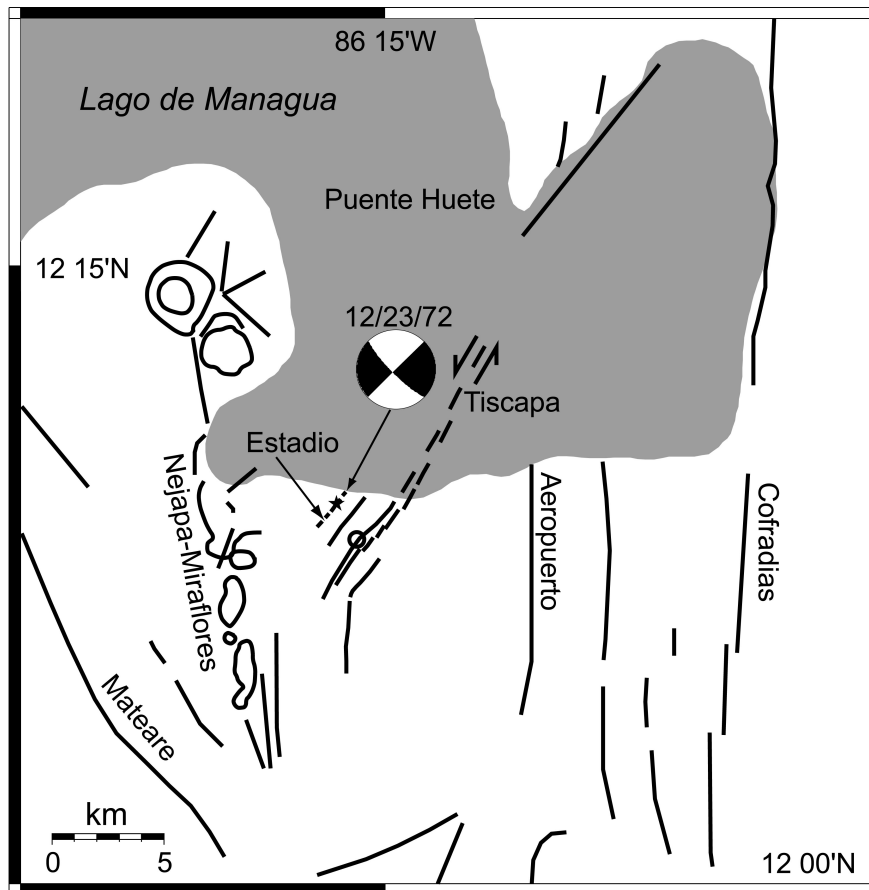 86 15'W
Lago de Managua
Puente Huete
12 15'N
12/23/72
Tiscapa
Estadio
Nejapa-Miraflores
Aeropuerto
Cofradias
Mateare
km
0 5
12 00'N